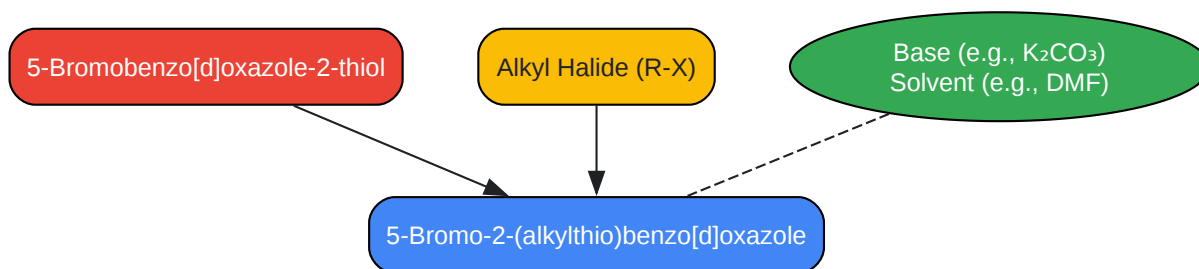 5-Bromobenzo[d]oxazole-2-thiol
Alkyl Halide (R-X)
Base (e.g., K₂CO₃)
Solvent (e.g., DMF)
5-Bromo-2-(alkylthio)benzo[d]oxazole